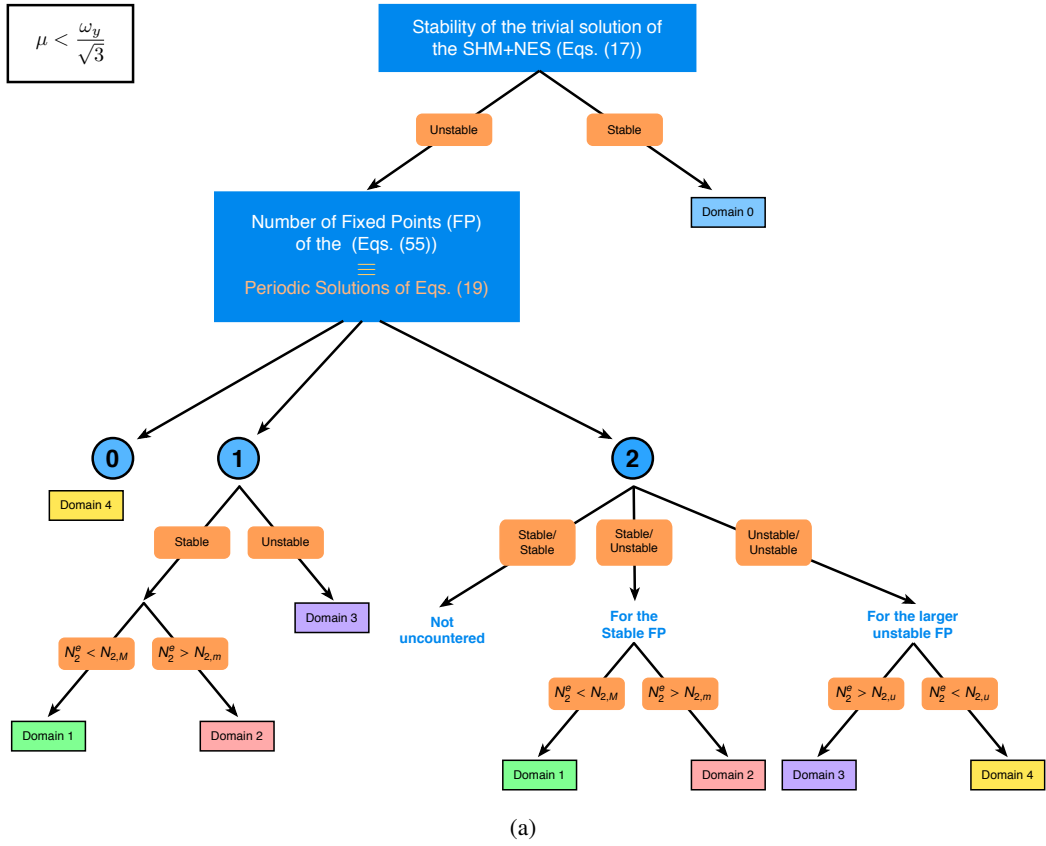 μ < ω_y / √3
Stability of the trivial solution of
the SHM+NES (Eqs. (17))
Unstable
Stable
Domain 0
Number of Fixed Points (FP)
of the (Eqs. (55))
≡
Periodic Solutions of Eqs. (19)
0
1
2
Domain 4
Stable
Unstable
Stable/
Stable
Stable/
Unstable
Unstable/
Unstable
Domain 3
Not
uncountered
For the
Stable FP
For the larger
unstable FP
N_2^e < N_{2,M}
N_2^e > N_{2,m}
N_2^e < N_{2,M}
N_2^e > N_{2,m}
N_2^e > N_{2,u}
N_2^e < N_{2,u}
Domain 1
Domain 2
Domain 1
Domain 2
Domain 3
Domain 4
(a)